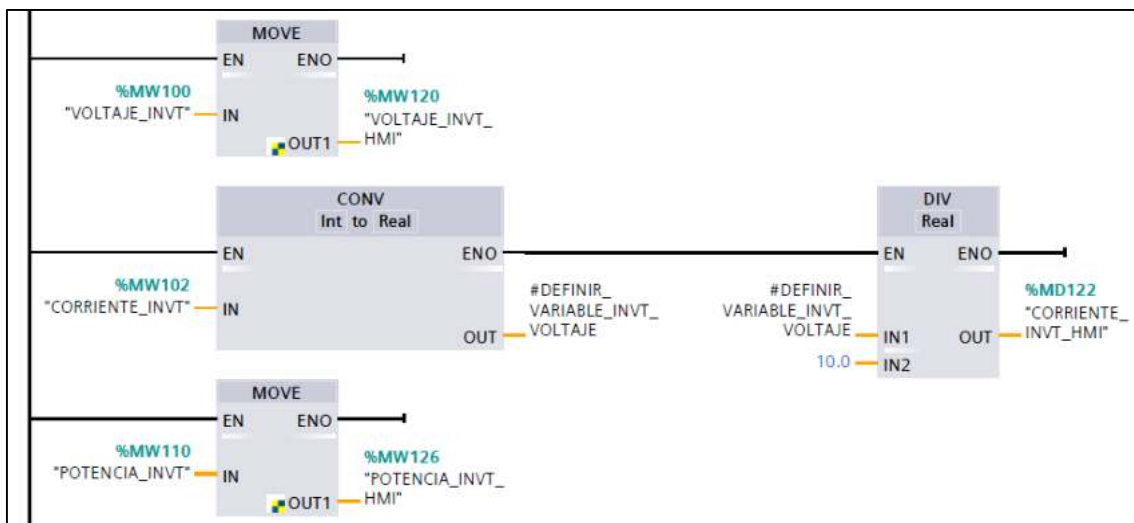 MOVE
EN ENO
%MW100
"VOLTAJE_INVT" IN
%MW120
"VOLTAJE_INVT_
HMI"
OUT1
CONV
Int to Real
EN ENO
%MW102
"CORRIENTE_INVT" IN
#DEFINIR_
VARIABLE_INVT_
VOLTAJE
OUT
DIV
Real
EN ENO
#DEFINIR_
VARIABLE_INVT_
VOLTAJE IN1
10.0 IN2
%MD122
"CORRIENTE_
INVT_HMI"
OUT
MOVE
EN ENO
%MW110
"POTENCIA_INVT" IN
%MW126
"POTENCIA_INVT_
HMI"
OUT1